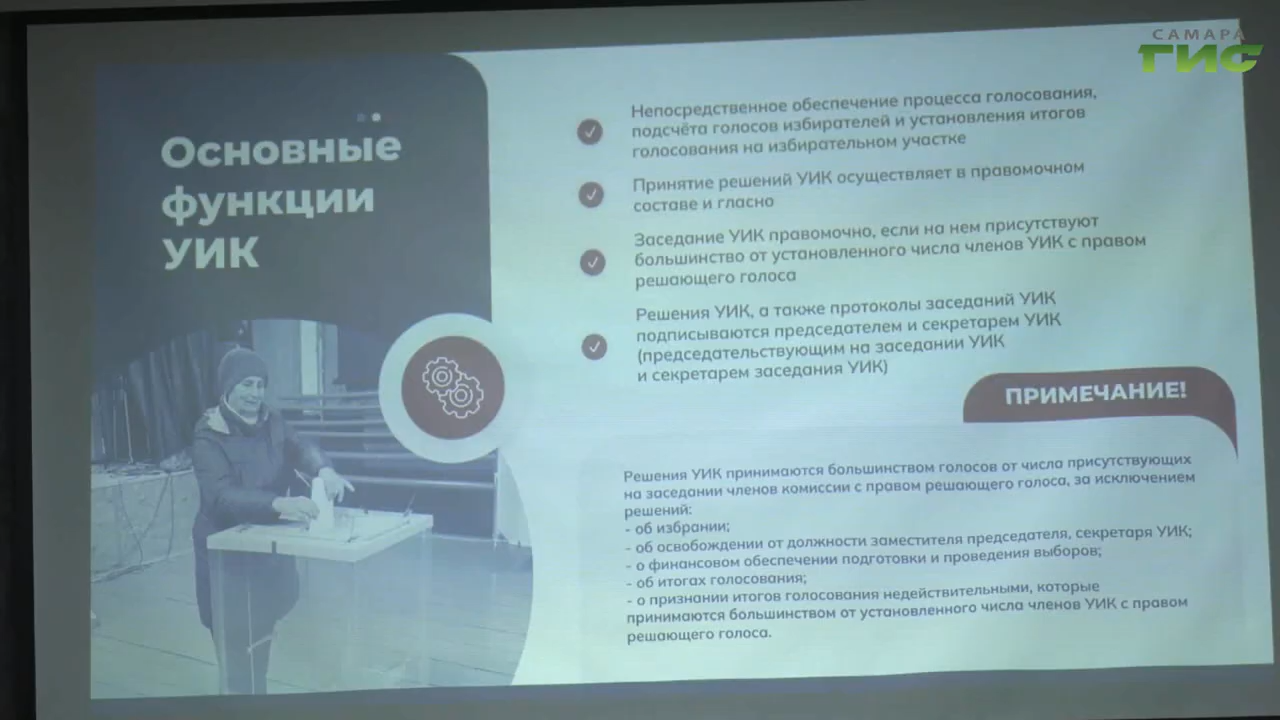 САМАРА
ГИС
Основные
функции
УИК
Непосредственное обеспечение процесса голосования,
подсчёта голосов избирателей и установления итогов
голосования на избирательном участке
Принятие решений УИК осуществляет в правомочном
составе и гласно
Заседание УИК правомочно, если на нем присутствуют
большинство от установленного числа членов УИК с правом
решающего голоса
Решения УИК, а также протоколы заседаний УИК
подписываются председателем и секретарем УИК
(председательствующим на заседании УИК
и секретарем заседания УИК)
ПРИМЕЧАНИЕ!
Решения УИК принимаются большинством голосов от числа присутствующих
на заседании членов комиссии с правом решающего голоса, за исключением
решений:
- об избрании;
- об освобождении от должности заместителя председателя, секретаря УИК;
- о финансовом обеспечении подготовки и проведения выборов;
- об итогах голосования;
- о признании итогов голосования недействительными, которые
принимаются большинством от установленного числа членов УИК с правом
решающего голоса.